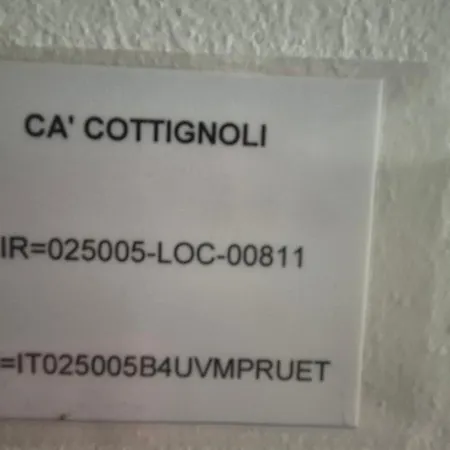 CA' COTTIGNOLI
IR=025005-LOC-00811
=IT025005B4UVMPRUET